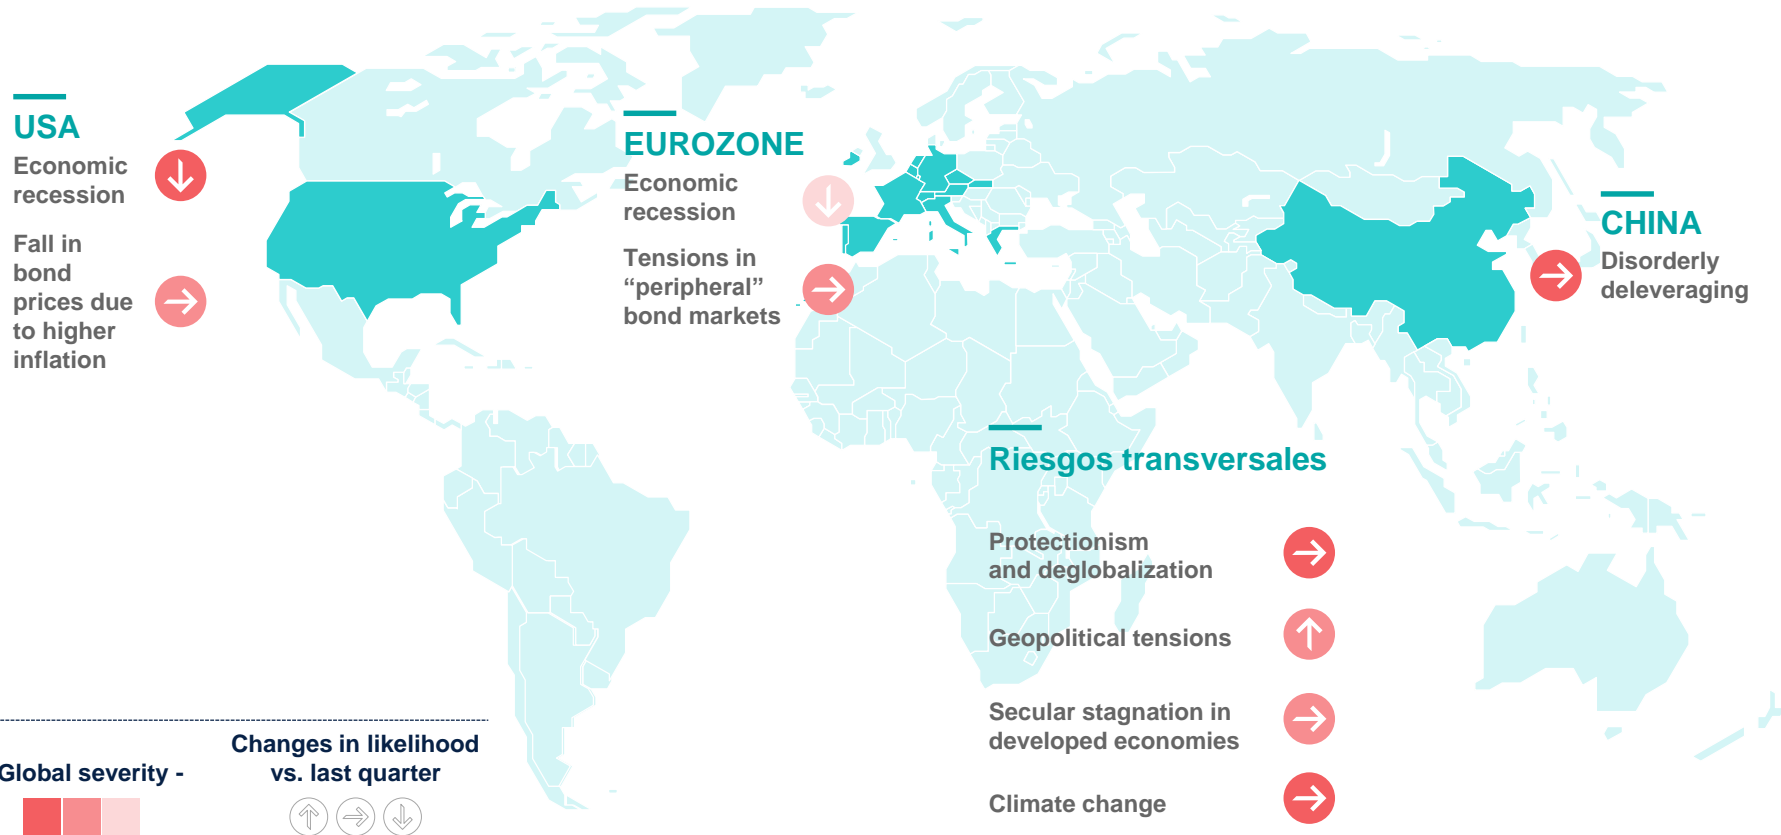 USA
Economic
recession
Fall in
bond
prices due
to higher
inflation
EUROZONE
Economic
recession
Tensions in
“peripheral”
bond markets
CHINA
Disorderly
deleveraging
Riesgos transversales
Protectionism
and deglobalization
Geopolitical tensions
Secular stagnation in
developed economies
Climate change
Global severity -
Changes in likelihood
vs. last quarter